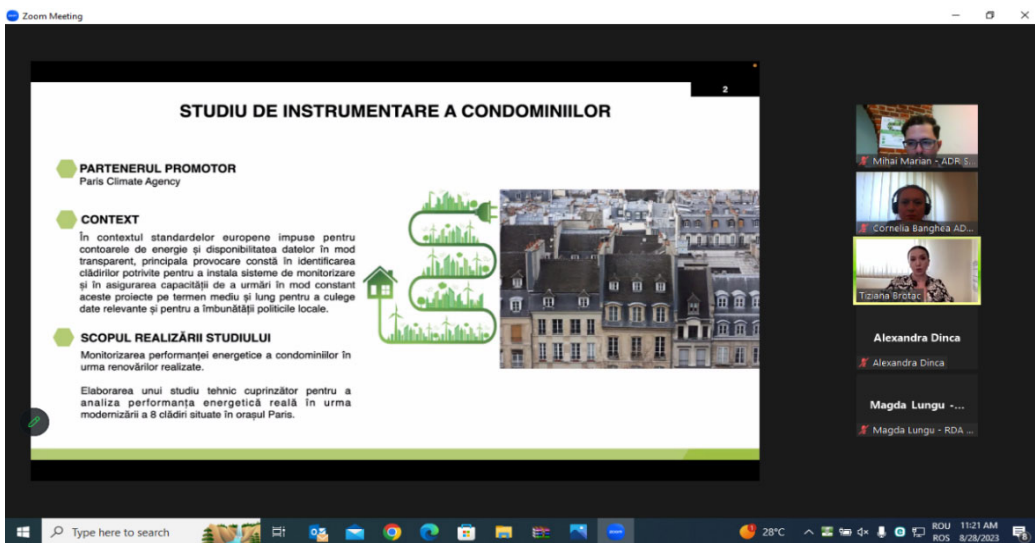 Zoom Meeting
2
STUDIU DE INSTRUMENTARE A CONDOMINIILOR
PARTENERUL PROMOTOR
Paris Climate Agency
CONTEXT
În contextul standardelor europene impuse pentru
contoarele de energie și disponibilitatea datelor în mod
transparent, principala provocare constă în identificarea
clădirilor potrivite pentru a instala sisteme de monitorizare
și în asigurarea capacității de a urmări în mod constant
aceste proiecte pe termen mediu și lung pentru a culege
date relevante și pentru a îmbunătății politicile locale.
SCOPUL REALIZĂRII STUDIULUI
Monitorizarea performanței energetice a condominiilor în
urma renovărilor realizate.
Elaborarea unui studiu tehnic cuprinzător pentru a
analiza performanța energetică reală în urma
modernizării a 8 clădiri situate în orașul Paris.
Mihai Marian - ADR S...
Cornelia Banghea AD...
Tiziana Brotac
Alexandra Dinca
Alexandra Dinca
Magda Lungu -...
Magda Lungu - RDA ...
Type here to search
28°C
ROU 11:21 AM
ROS 8/28/2023